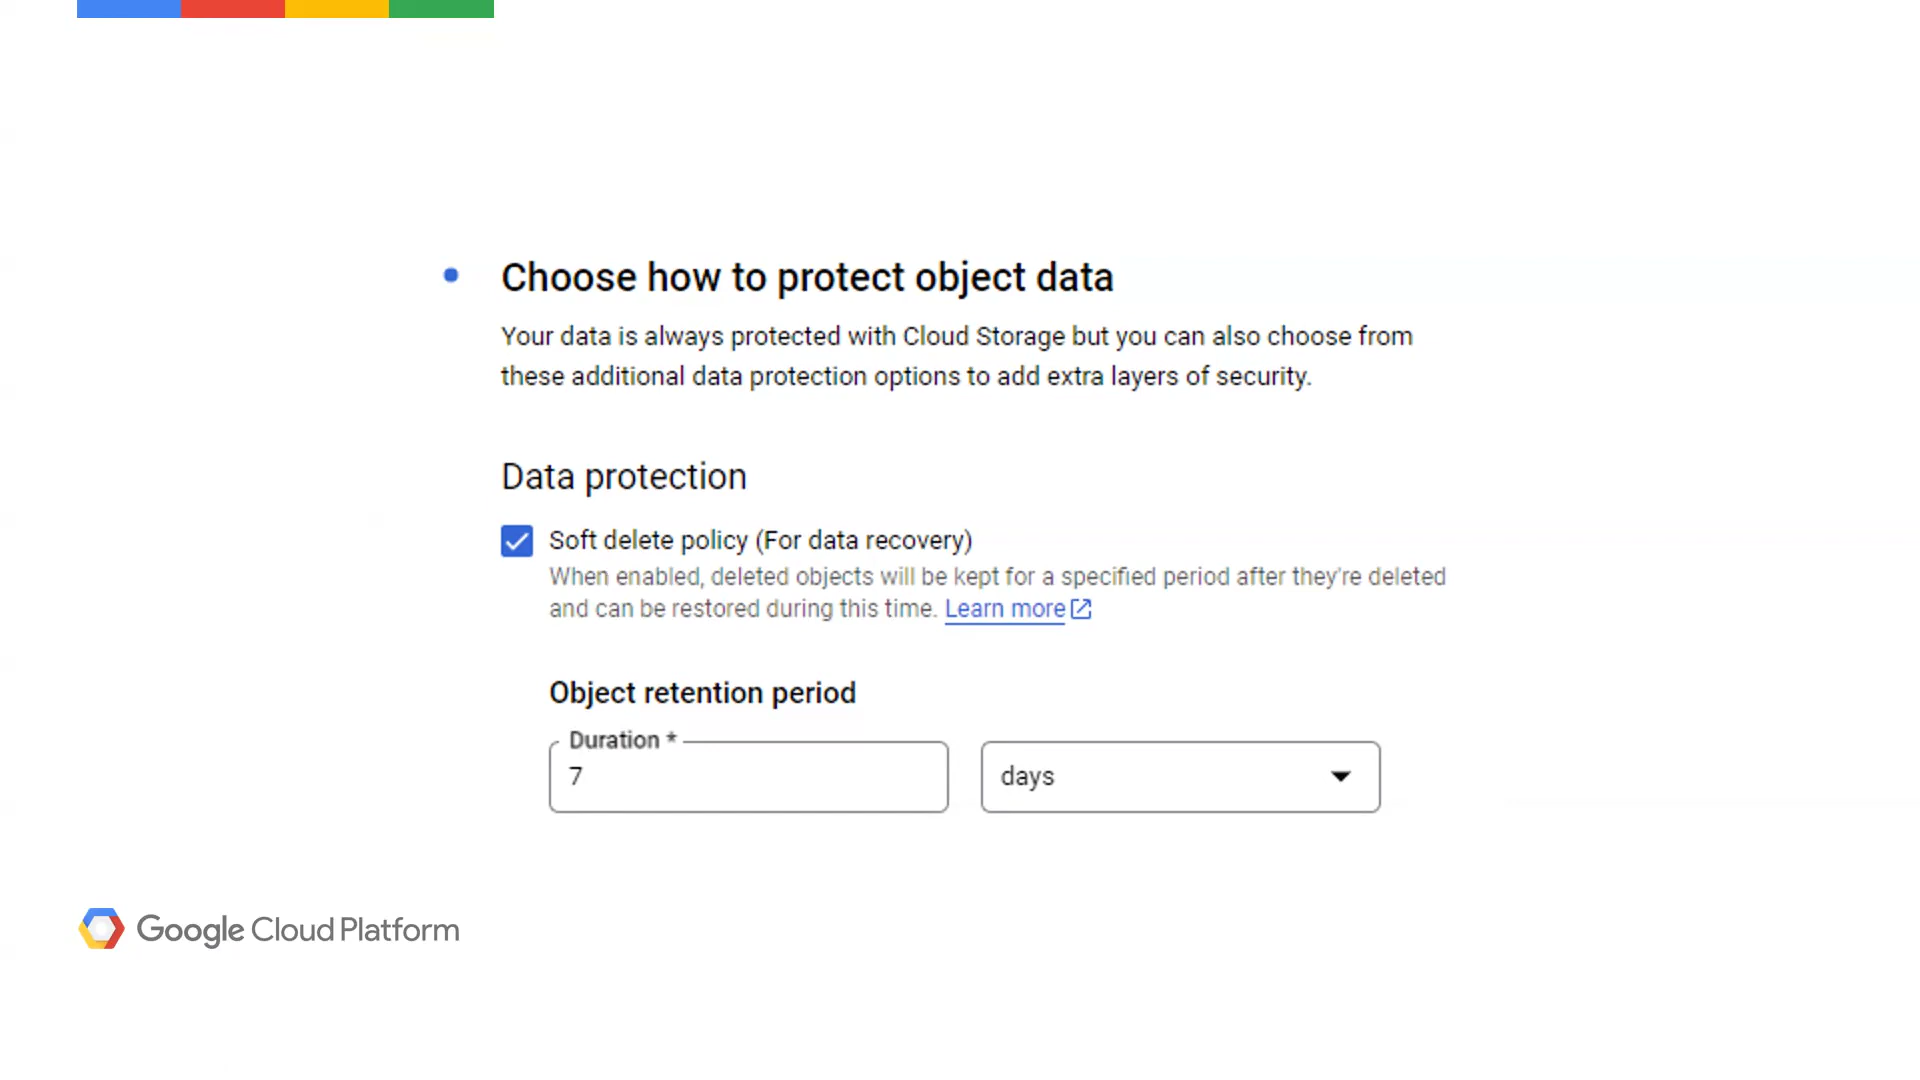 Choose how to protect object data
Your data is always protected with Cloud Storage but you can also choose from
these additional data protection options to add extra layers of security.
Data protection
Soft delete policy (For data recovery)
When enabled, deleted objects will be kept for a specified period after they're deleted
and can be restored during this time. Learn more
Object retention period
Duration *
7
days
Google Cloud Platform